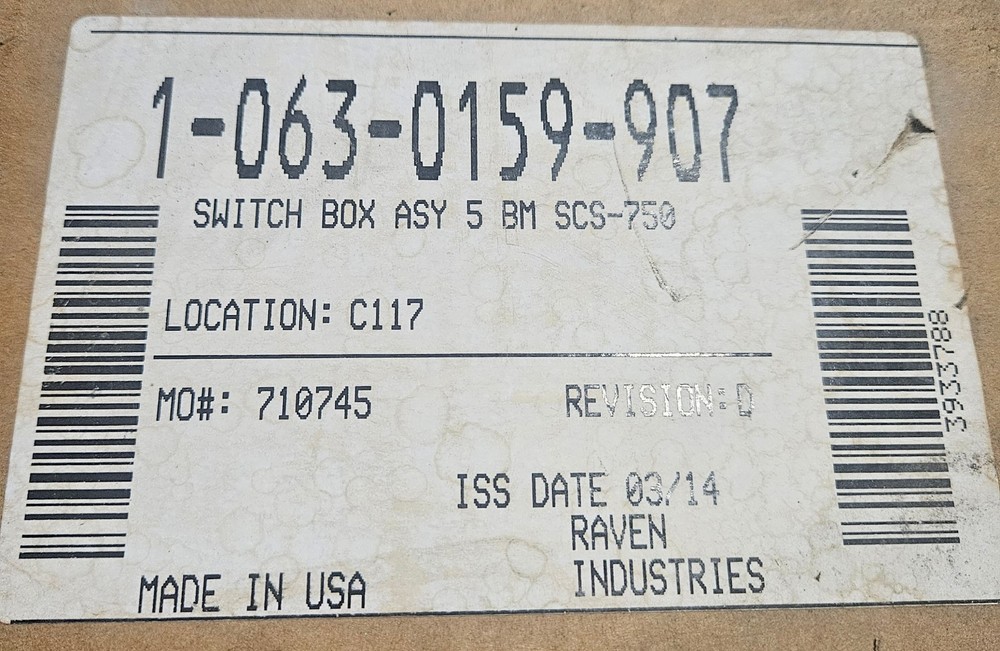 1-063-0159-907
SWITCH BOX ASY 5 BM SCS-750
LOCATION: C117
MO#: 710745
REVISION: D
ISS DATE 03/14
RAVEN
INDUSTRIES
MADE IN USA
3933788